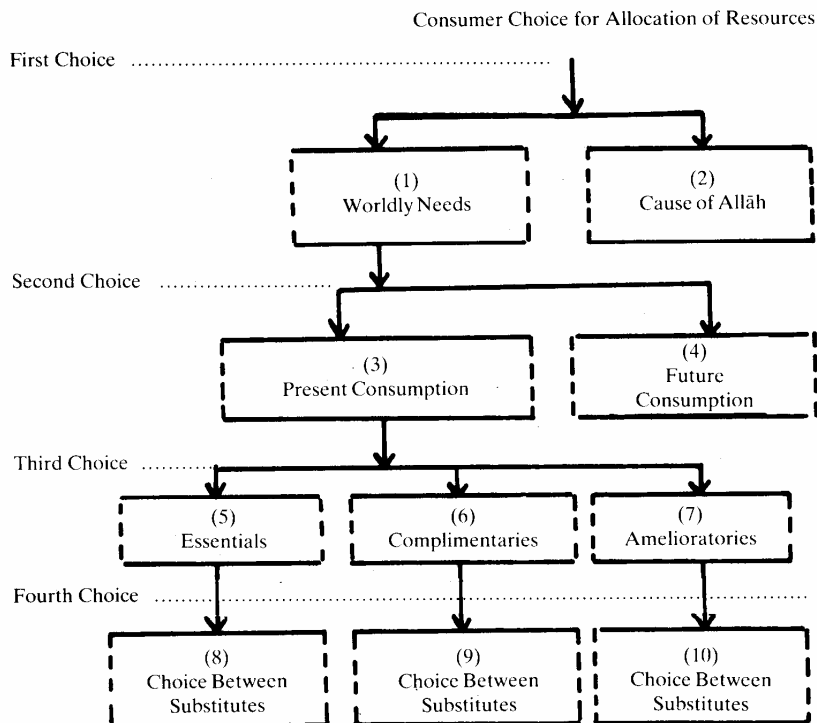 Consumer Choice for Allocation of Resources
First Choice
(1)
Worldly Needs
(2)
Cause of Allāh
Second Choice
(3)
Present Consumption
(4)
Future
Consumption
Third Choice
(5)
Essentials
(6)
Complimentaries
(7)
Amelioratories
Fourth Choice
(8)
Choice Between
Substitutes
(9)
Choice Between
Substitutes
(10)
Choice Between
Substitutes